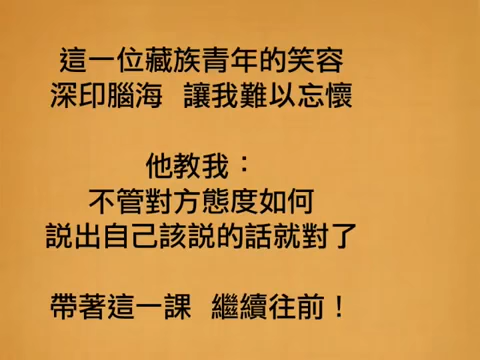 這一位藏族青年的笑容
深印腦海 讓我難以忘懷
他教我：
不管對方態度如何
説出自己該説的話就對了
帶著這一課 繼續往前！